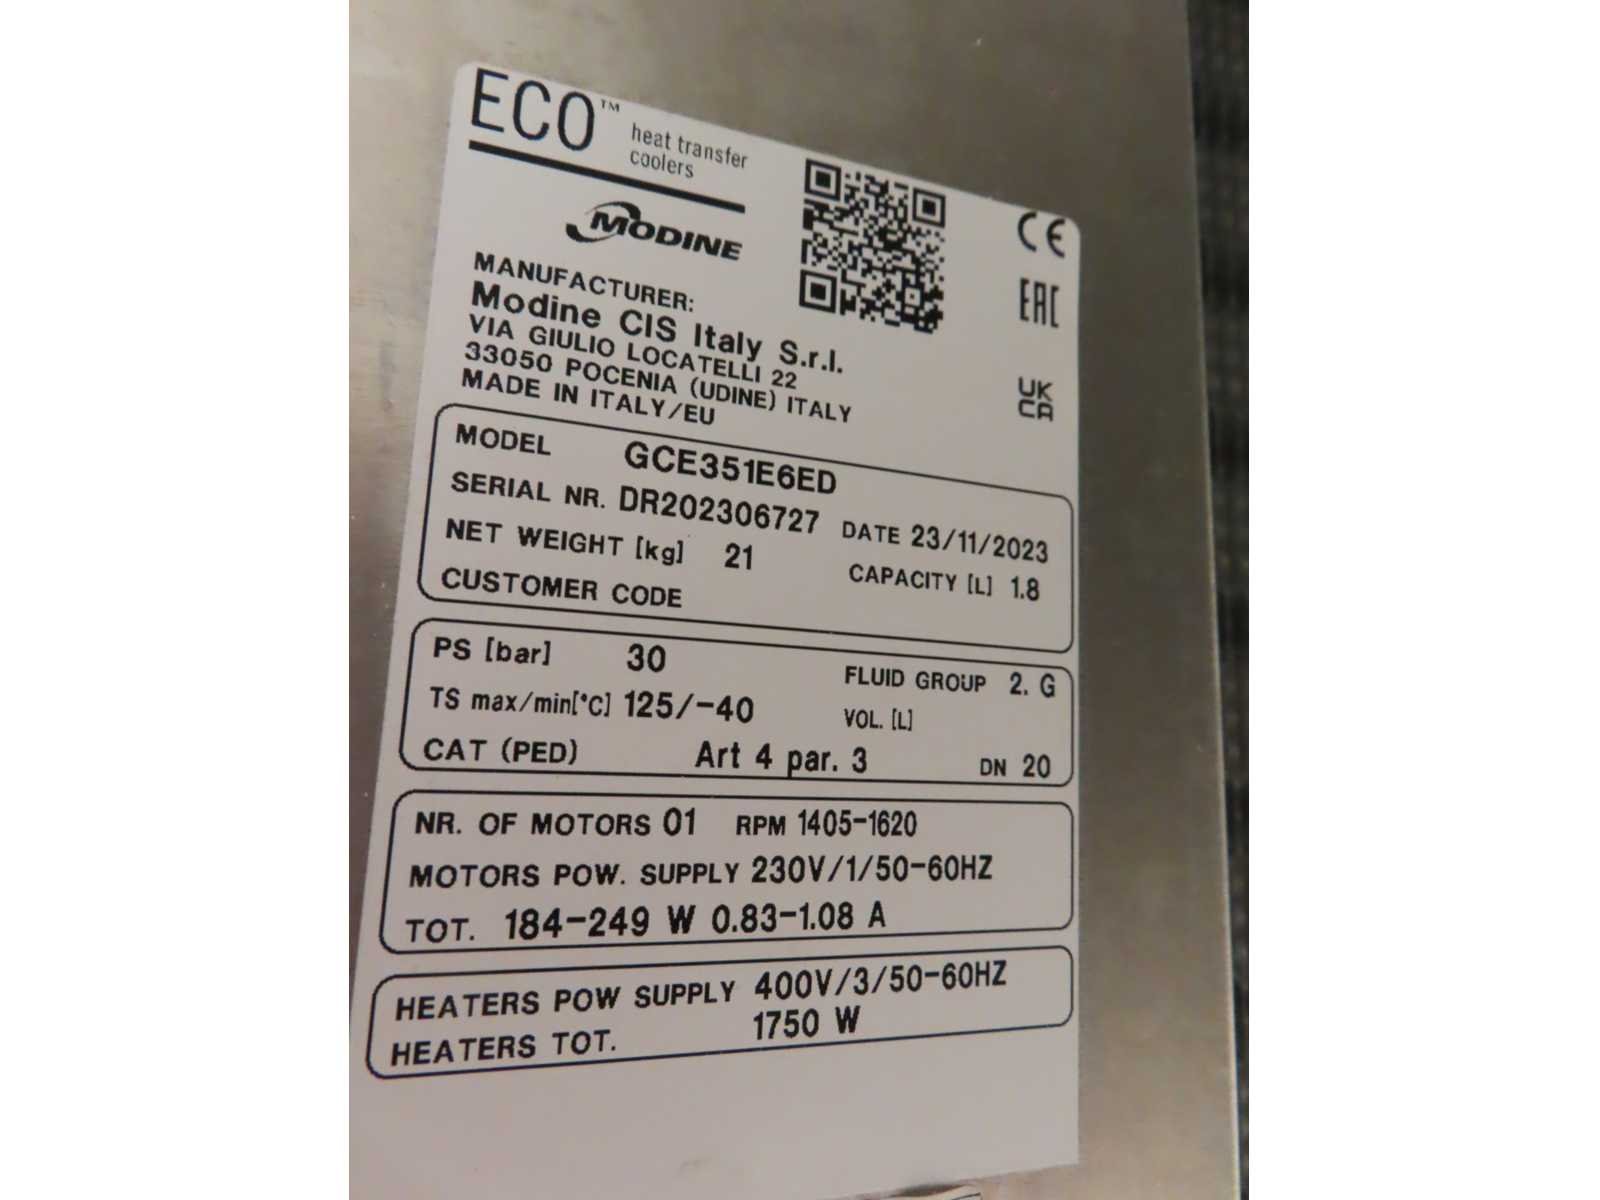 ECO™
heat transfer
coolers
MODINE
CE
EAC
UK
CA
MANUFACTURER:
Modine CIS Italy S.r.l.
VIA GIULIO LOCATELLI 22
33050 POCENIA (UDINE) ITALY
MADE IN ITALY/EU
MODEL GCE351E6ED
SERIAL NR. DR202306727 DATE 23/11/2023
NET WEIGHT [kg] 21 CAPACITY [L] 1.8
CUSTOMER CODE
PS [bar] 30 FLUID GROUP 2. G
TS max/min[°C] 125/-40 VOL. [L]
CAT (PED) Art 4 par. 3 DN 20
NR. OF MOTORS 01 RPM 1405-1620
MOTORS POW. SUPPLY 230V/1/50-60HZ
TOT. 184-249 W 0.83-1.08 A
HEATERS POW SUPPLY 400V/3/50-60HZ
HEATERS TOT. 1750 W